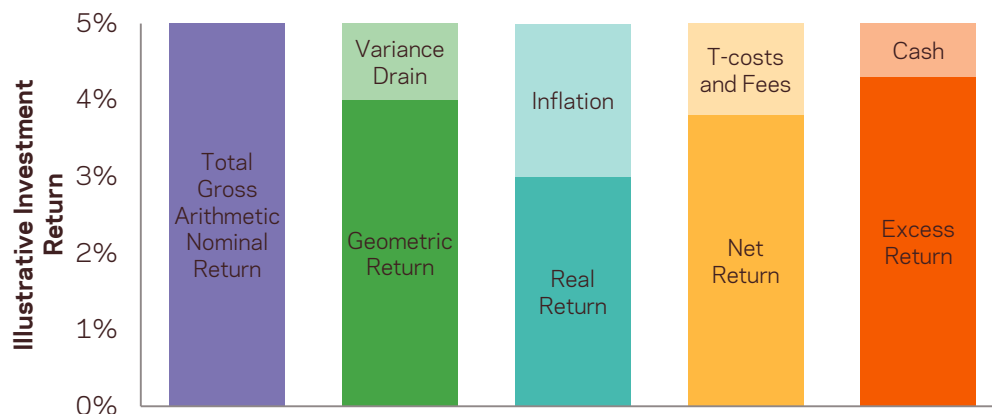 Illustrative Investment
Return
5%
4%
3%
2%
1%
0%
Total
Gross
Arithmetic
Nominal
Return
Variance
Drain
Geometric
Return
Inflation
Real
Return
T-costs
and Fees
Net
Return
Cash
Excess
Return